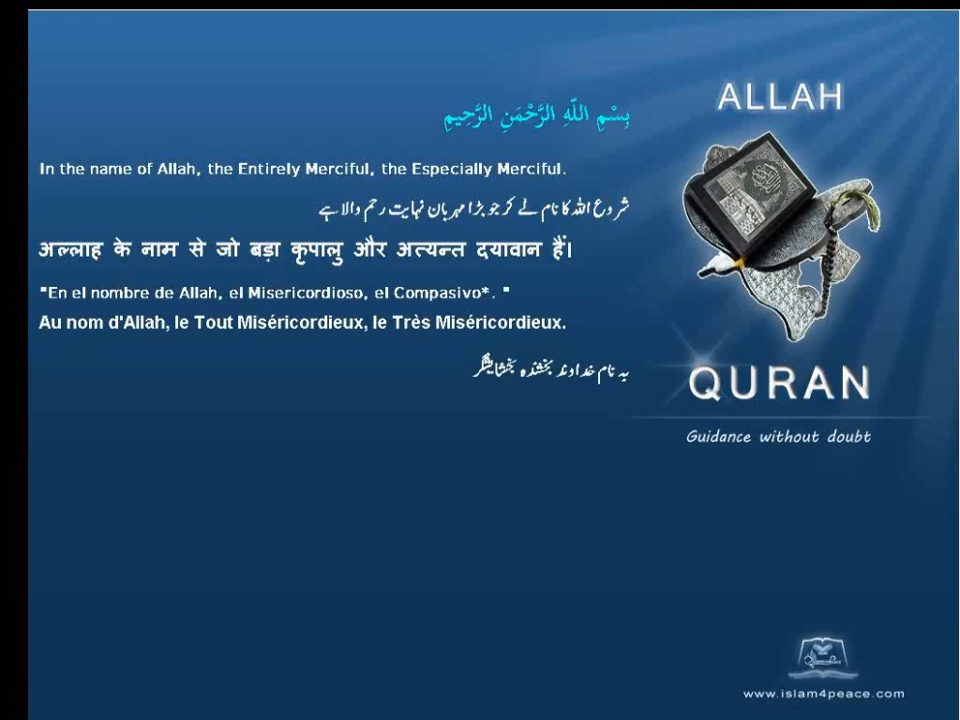 بِسْمِ اللّهِ الرَّحْمَنِ الرَّحِيمِ
In the name of Allah, the Entirely Merciful, the Especially Merciful.
شروع الله کا نام لے کر جو بڑا مہربان نہایت رحم والا ہے
अल्लाह के नाम से जो बड़ा कृपालु और अत्यन्त दयावान हैं।
"En el nombre de Allah, el Misericordioso, el Compasivo*. "
Au nom d'Allah, le Tout Miséricordieux, le Très Miséricordieux.
به نام خداوند بخشنده بخشایشگر
ALLAH
QURAN
Guidance without doubt
www.islam4peace.com